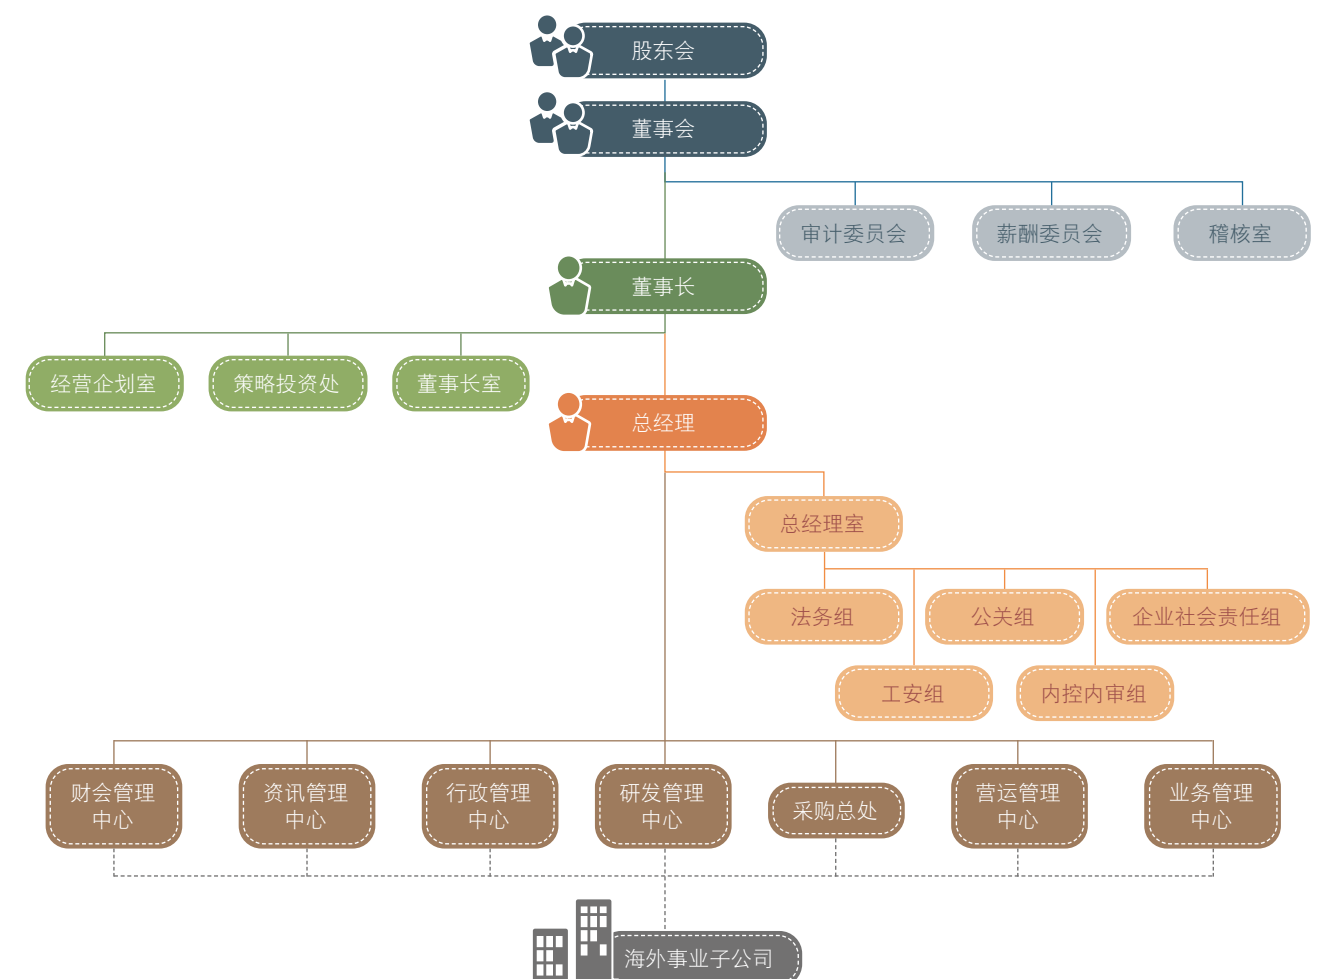 股东会
董事会
审计委员会
薪酬委员会
稽核室
董事长
经营企划室
策略投资处
董事长室
总经理
总经理室
法务组
公关组
企业社会责任组
工安组
内控内审组
财会管理
中心
资讯管理
中心
行政管理
中心
研发管理
中心
采购总处
营运管理
中心
业务管理
中心
海外事业子公司